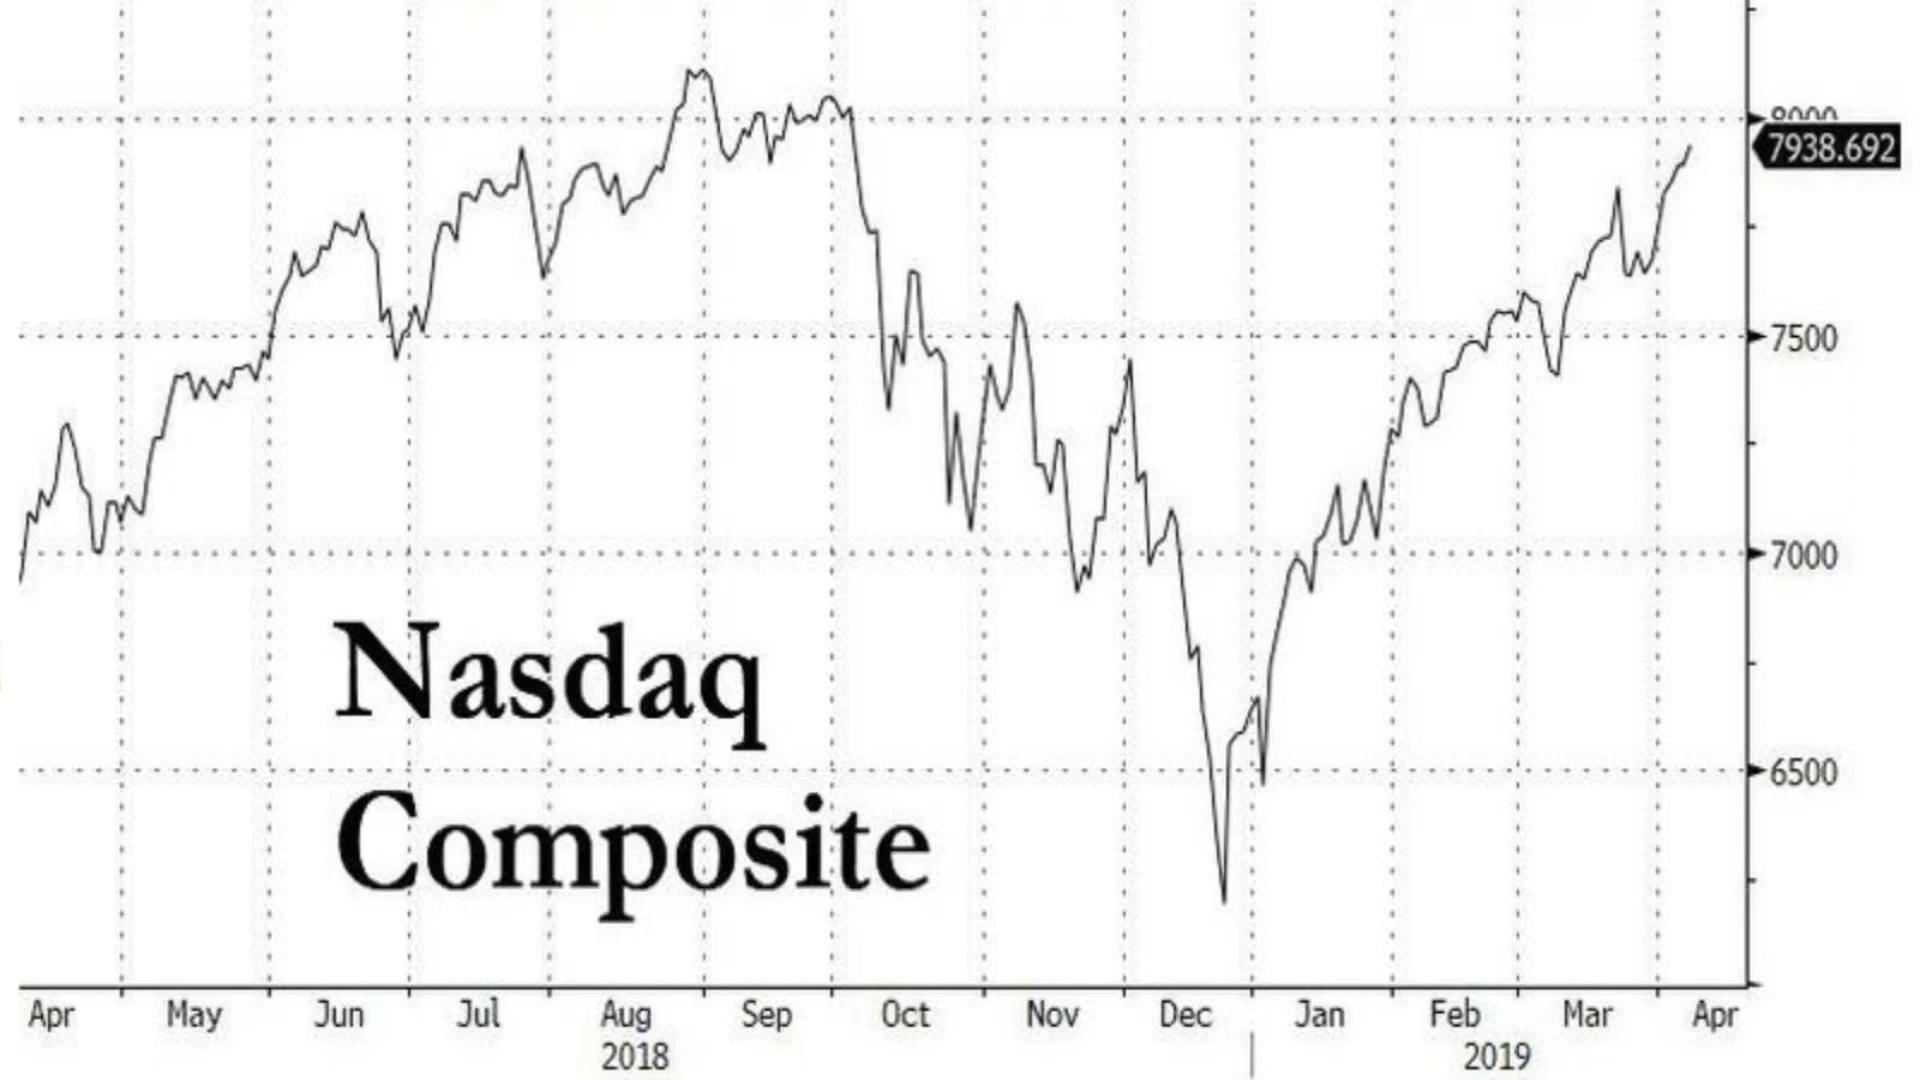 8000
7938.692
7500
7000
6500
Nasdaq
Composite
Apr May Jun Jul Aug Sep Oct Nov Dec Jan Feb Mar Apr
2018 2019